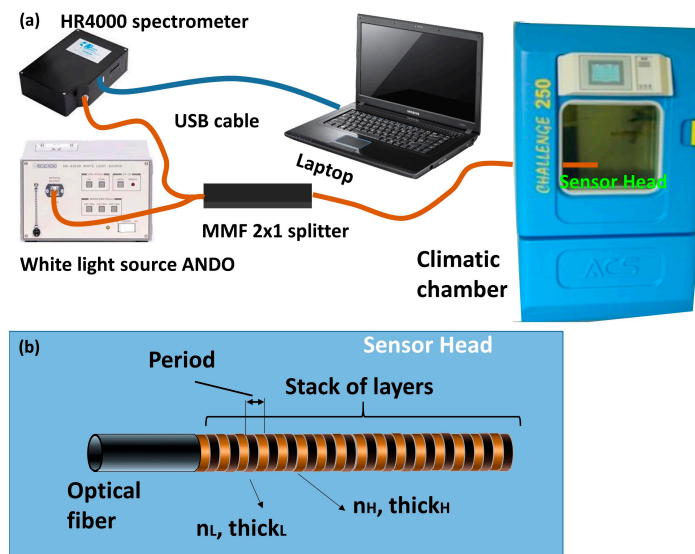 (a) HR4000 spectrometer
USB cable
Laptop
MMF 2x1 splitter
White light source ANDO
Climatic
chamber
CHALLENGE 250
Sensor Head
ACS
(b)
Sensor Head
Period
Stack of layers
Optical
fiber
nL, thickL
nH, thickH